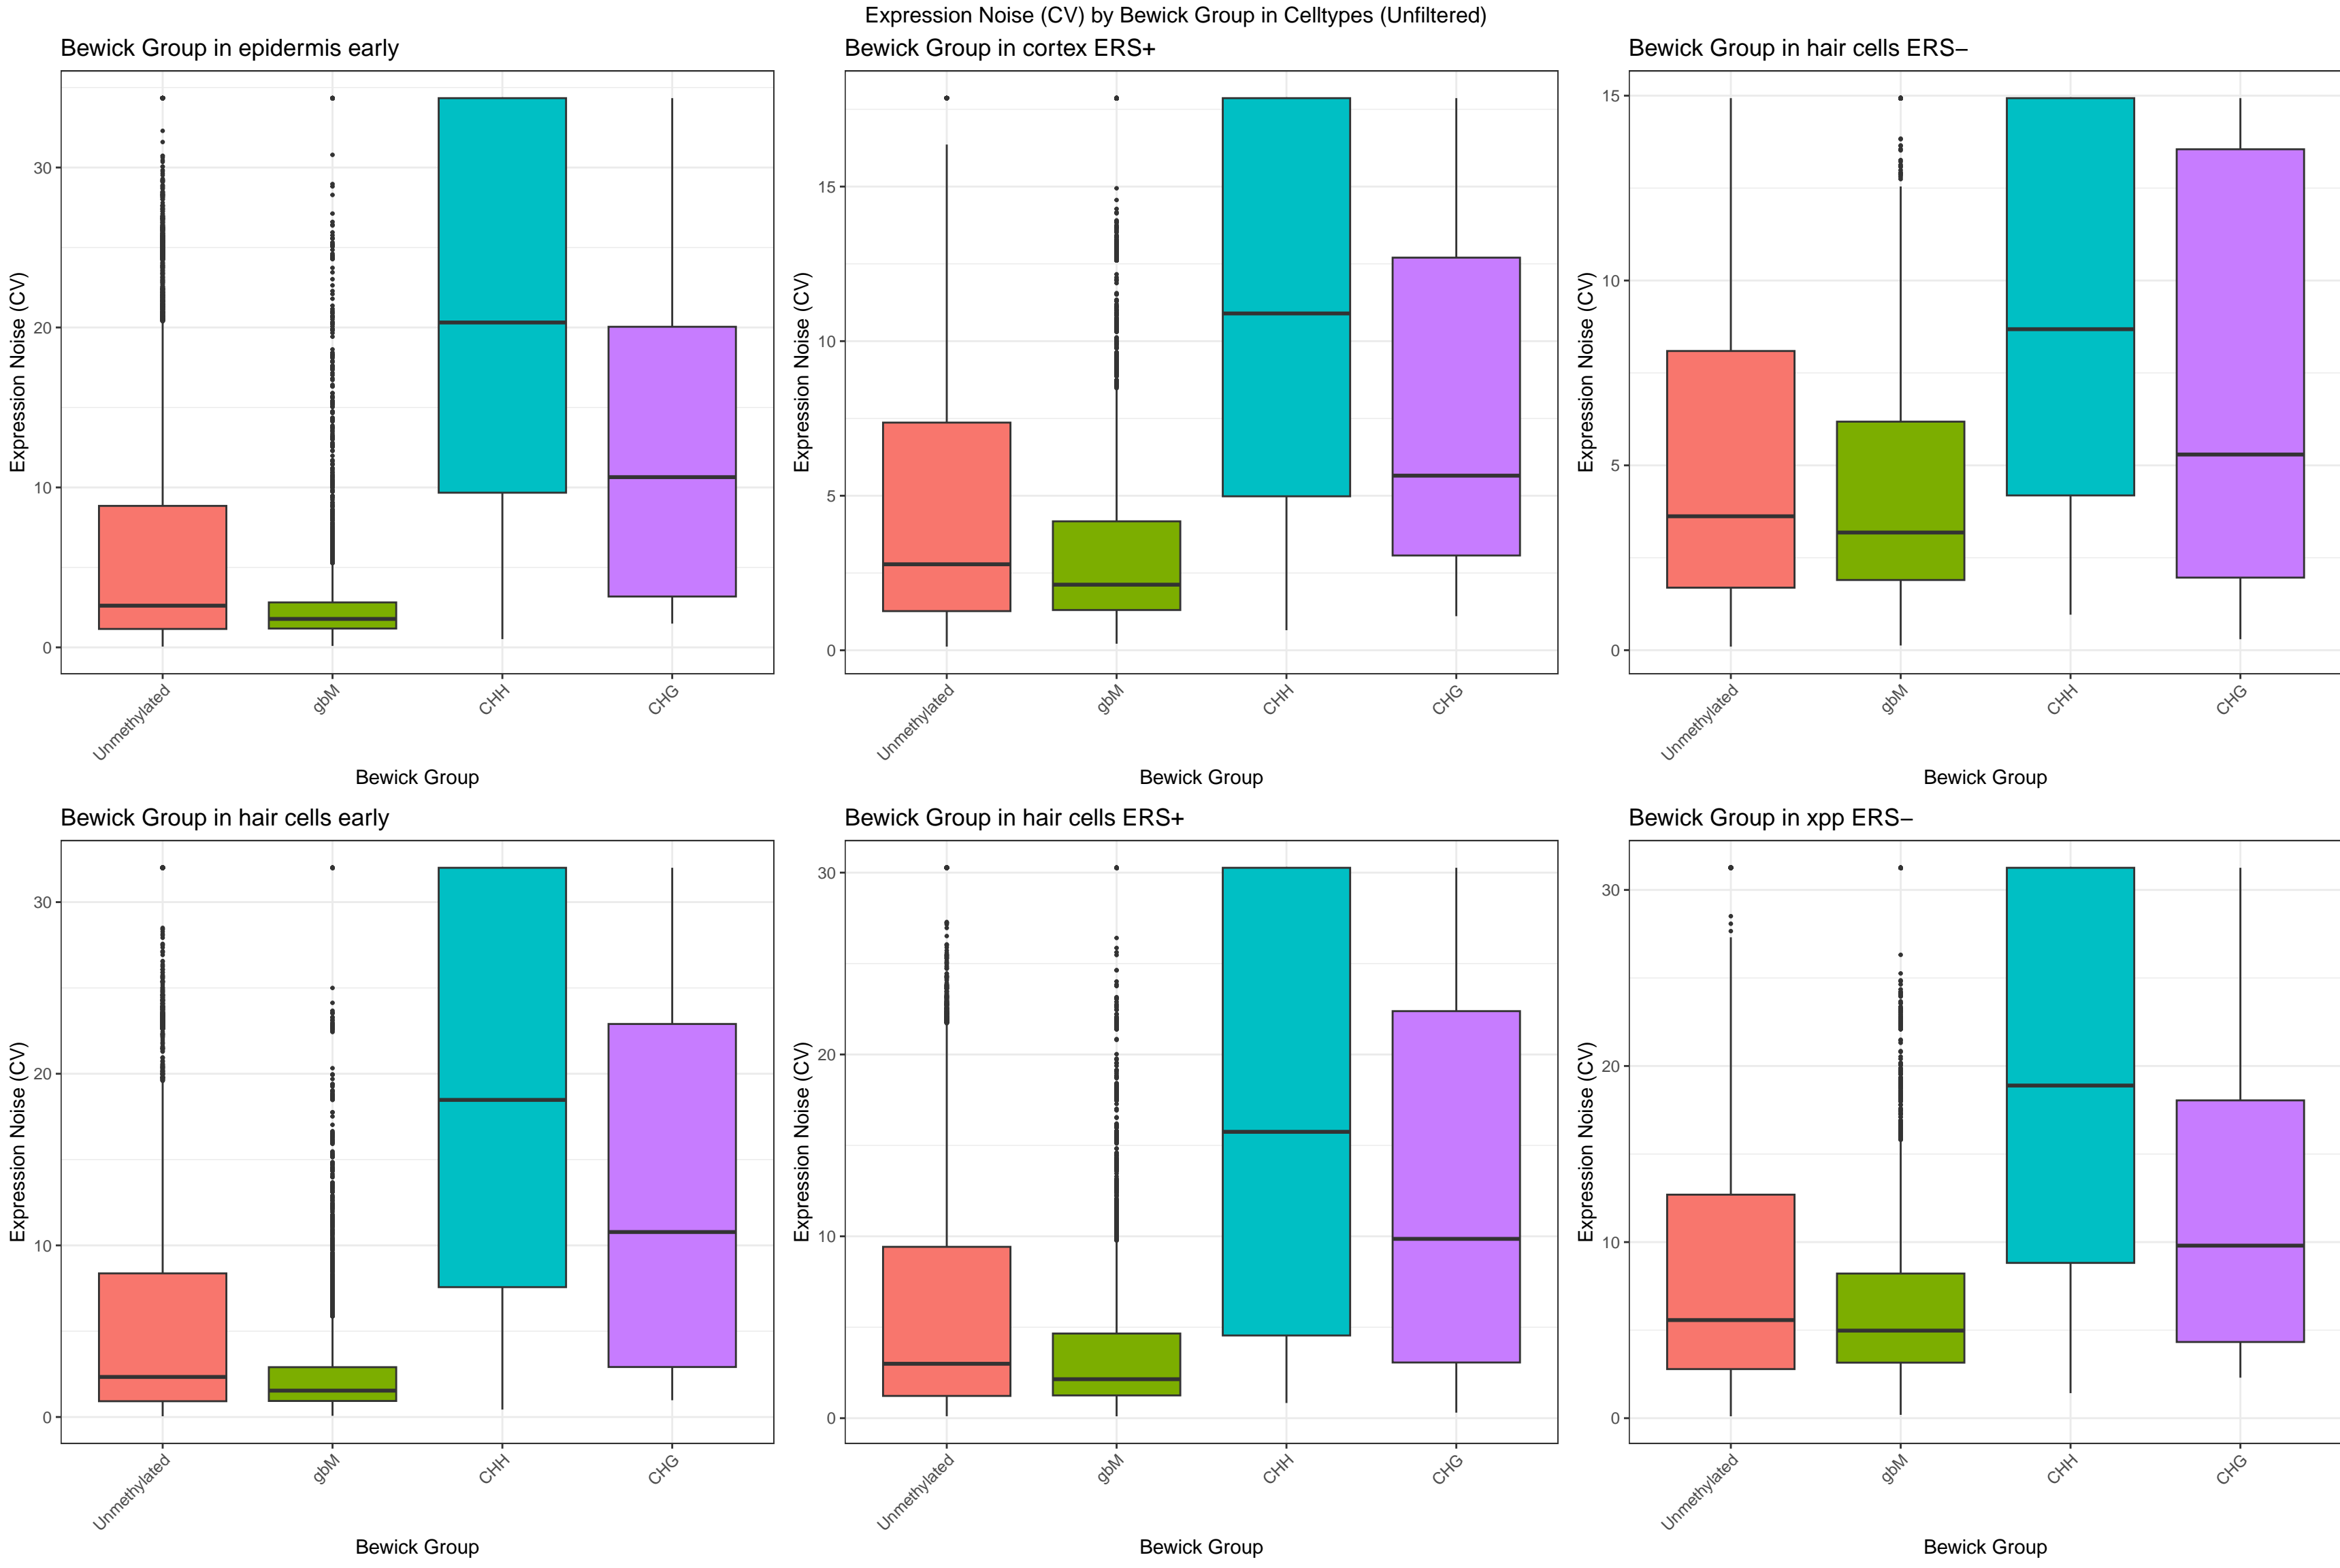 Expression Noise (CV) by Bewick Group in Celltypes (Unfiltered)
Bewick Group in epidermis early
Expression Noise (CV)
30
20
10
0
Unmethylated
gbM
CHH
CHG
Bewick Group
Bewick Group in cortex ERS+
Expression Noise (CV)
15
10
5
0
Unmethylated
gbM
CHH
CHG
Bewick Group
Bewick Group in hair cells ERS−
Expression Noise (CV)
15
10
5
0
Unmethylated
gbM
CHH
CHG
Bewick Group
Bewick Group in hair cells early
Expression Noise (CV)
30
20
10
0
Unmethylated
gbM
CHH
CHG
Bewick Group
Bewick Group in hair cells ERS+
Expression Noise (CV)
30
20
10
0
Unmethylated
gbM
CHH
CHG
Bewick Group
Bewick Group in xpp ERS−
Expression Noise (CV)
30
20
10
0
Unmethylated
gbM
CHH
CHG
Bewick Group